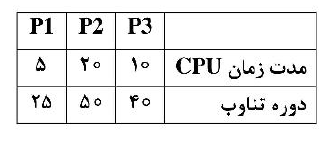 P1 P2 P3
۵ ۲۰ ۱۰ مدت زمان CPU
۲۵ ۵۰ ۴۰ دوره تناوب